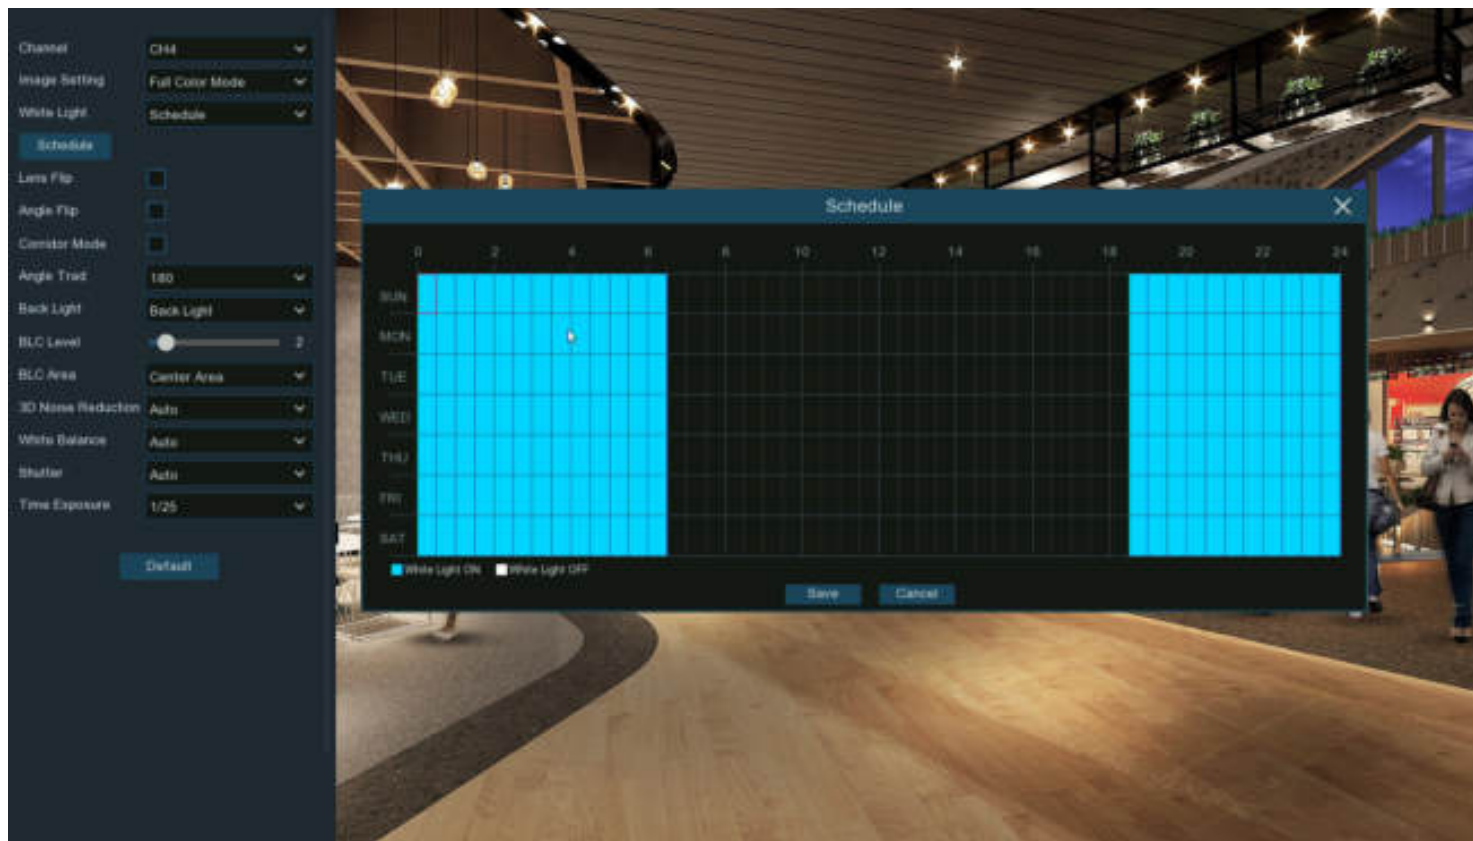 Channel CH4
Image Setting Full Color Mode
White Light Schedule
Schedule
Lens Flip
Angle Flip
Corridor Mode
Angle Trad 180
Back Light Back Light
BLC Level 2
BLC Area Center Area
3D Noise Reduction Auto
White Balance Auto
Shutter Auto
Time Exposure 1/25
Default
Schedule
0 2 4 6 8 10 12 14 16 18 20 22 24
SUN
MON
TUE
WED
THU
FRI
SAT
White Light ON White Light OFF
Save Cancel